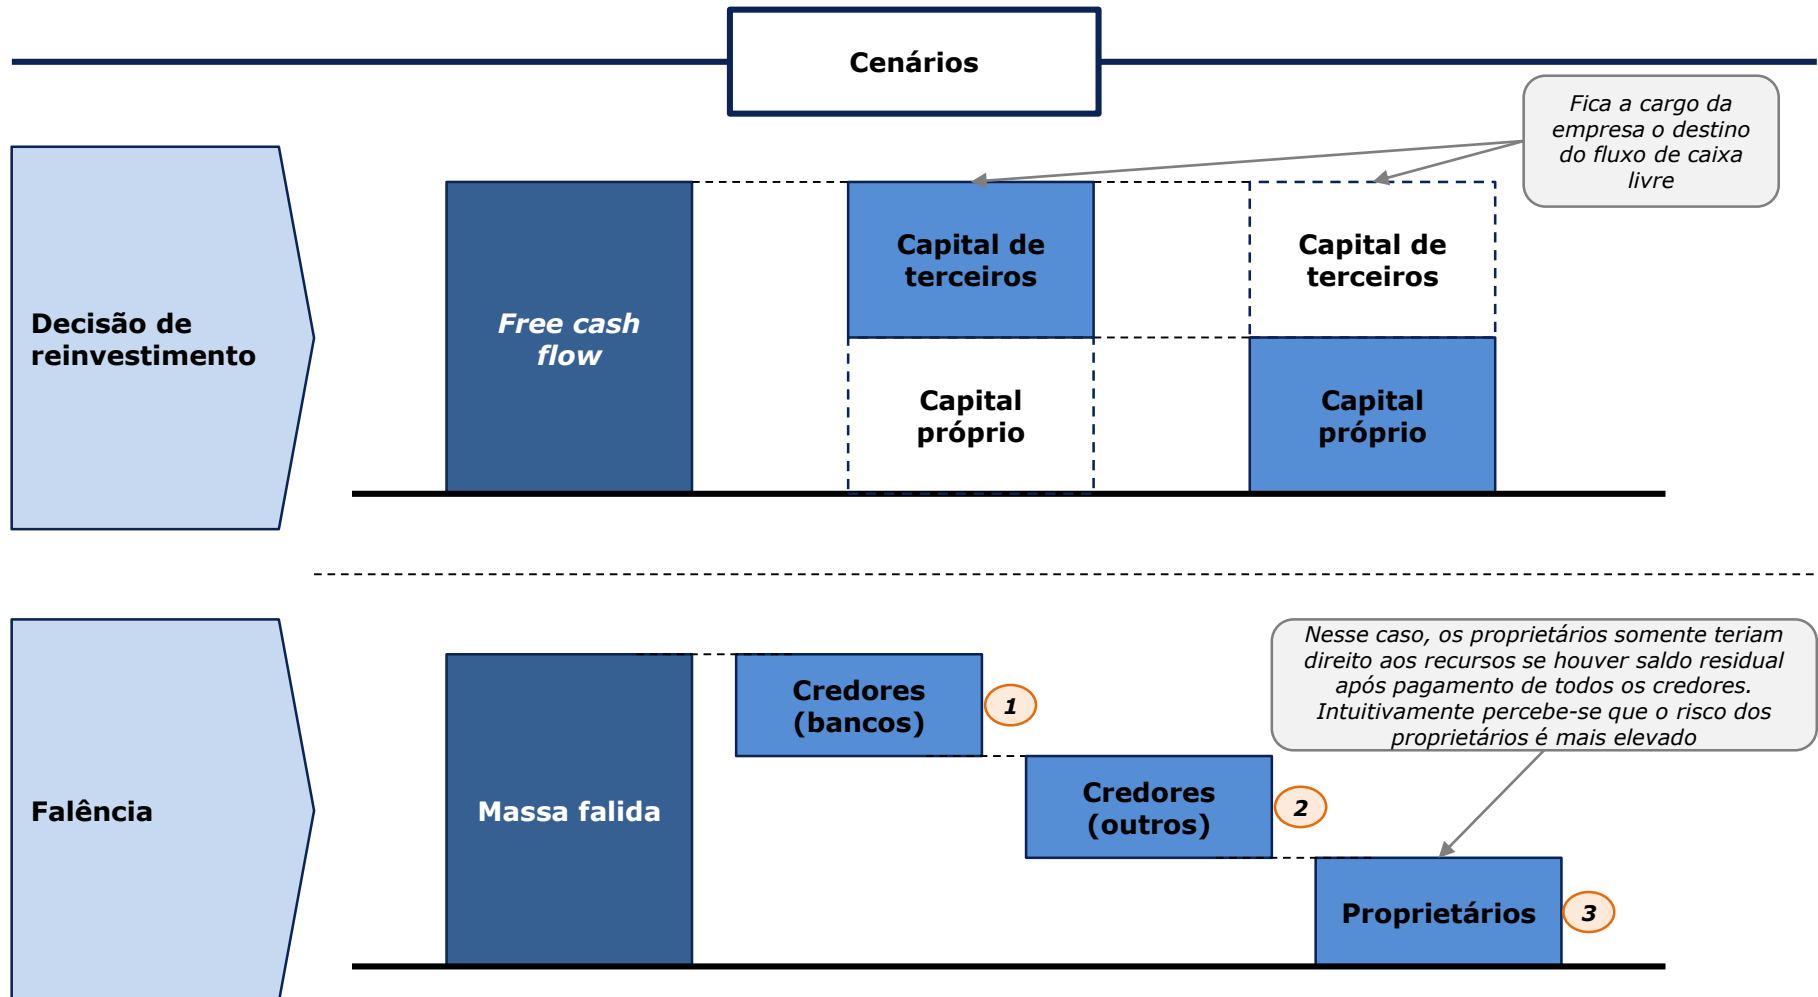 Cenários
Fica a cargo da
empresa o destino
do fluxo de caixa
livre
Decisão de
reinvestimento
Free cash
flow
Capital de
terceiros
Capital
próprio
Capital de
terceiros
Capital
próprio
Falência
Massa falida
Credores
(bancos)
1
Credores
(outros)
2
Proprietários
3
Nesse caso, os proprietários somente teriam
direito aos recursos se houver saldo residual
após pagamento de todos os credores.
Intuitivamente percebe-se que o risco dos
proprietários é mais elevado